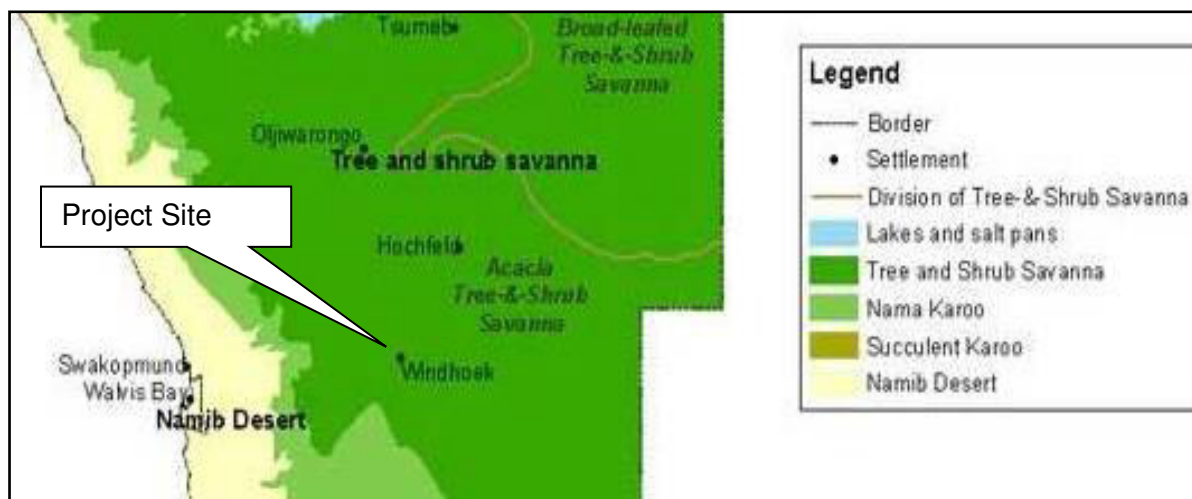 Tsumeb
Broad-leafed
Tree-&-Shrub
Savanna
Otjiwarongo
Tree and shrub savanna
Project Site
Hochfeld
Acacia
Tree-&-Shrub
Savanna
Windhoek
Swakopmund
Walvis Bay
Namib Desert
Legend
Border
Settlement
Division of Tree-& Shrub Savanna
Lakes and salt pans
Tree and Shrub Savanna
Nama Karoo
Succulent Karoo
Namib Desert